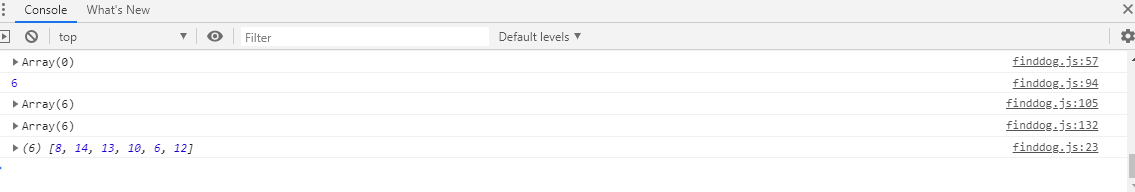 Console What's New
top Filter Default levels
Array(0) finddog.js:57
6 finddog.js:94
Array(6) finddog.js:105
Array(6) finddog.js:132
(6) [8, 14, 13, 10, 6, 12] finddog.js:23